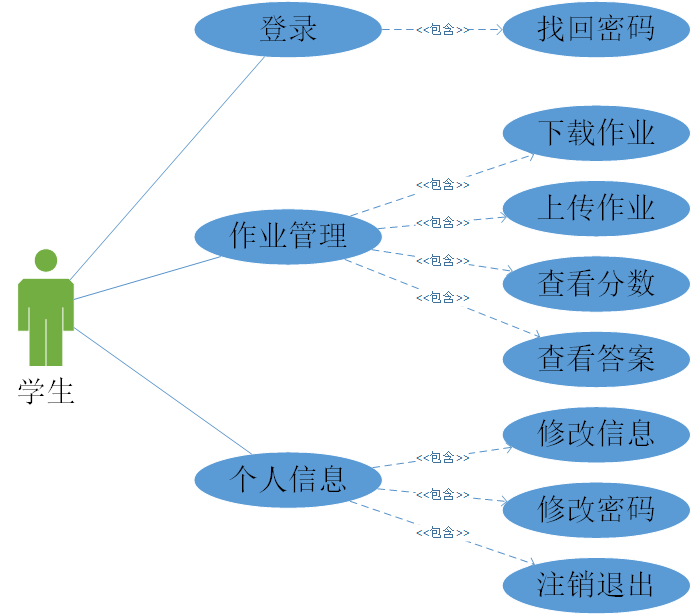 登录
<<包含>>
找回密码
下载作业
<<包含>>
上传作业
<<包含>>
作业管理
<<包含>>
查看分数
<<包含>>
查看答案
学生
修改信息
<<包含>>
个人信息
<<包含>>
修改密码
<<包含>>
注销退出